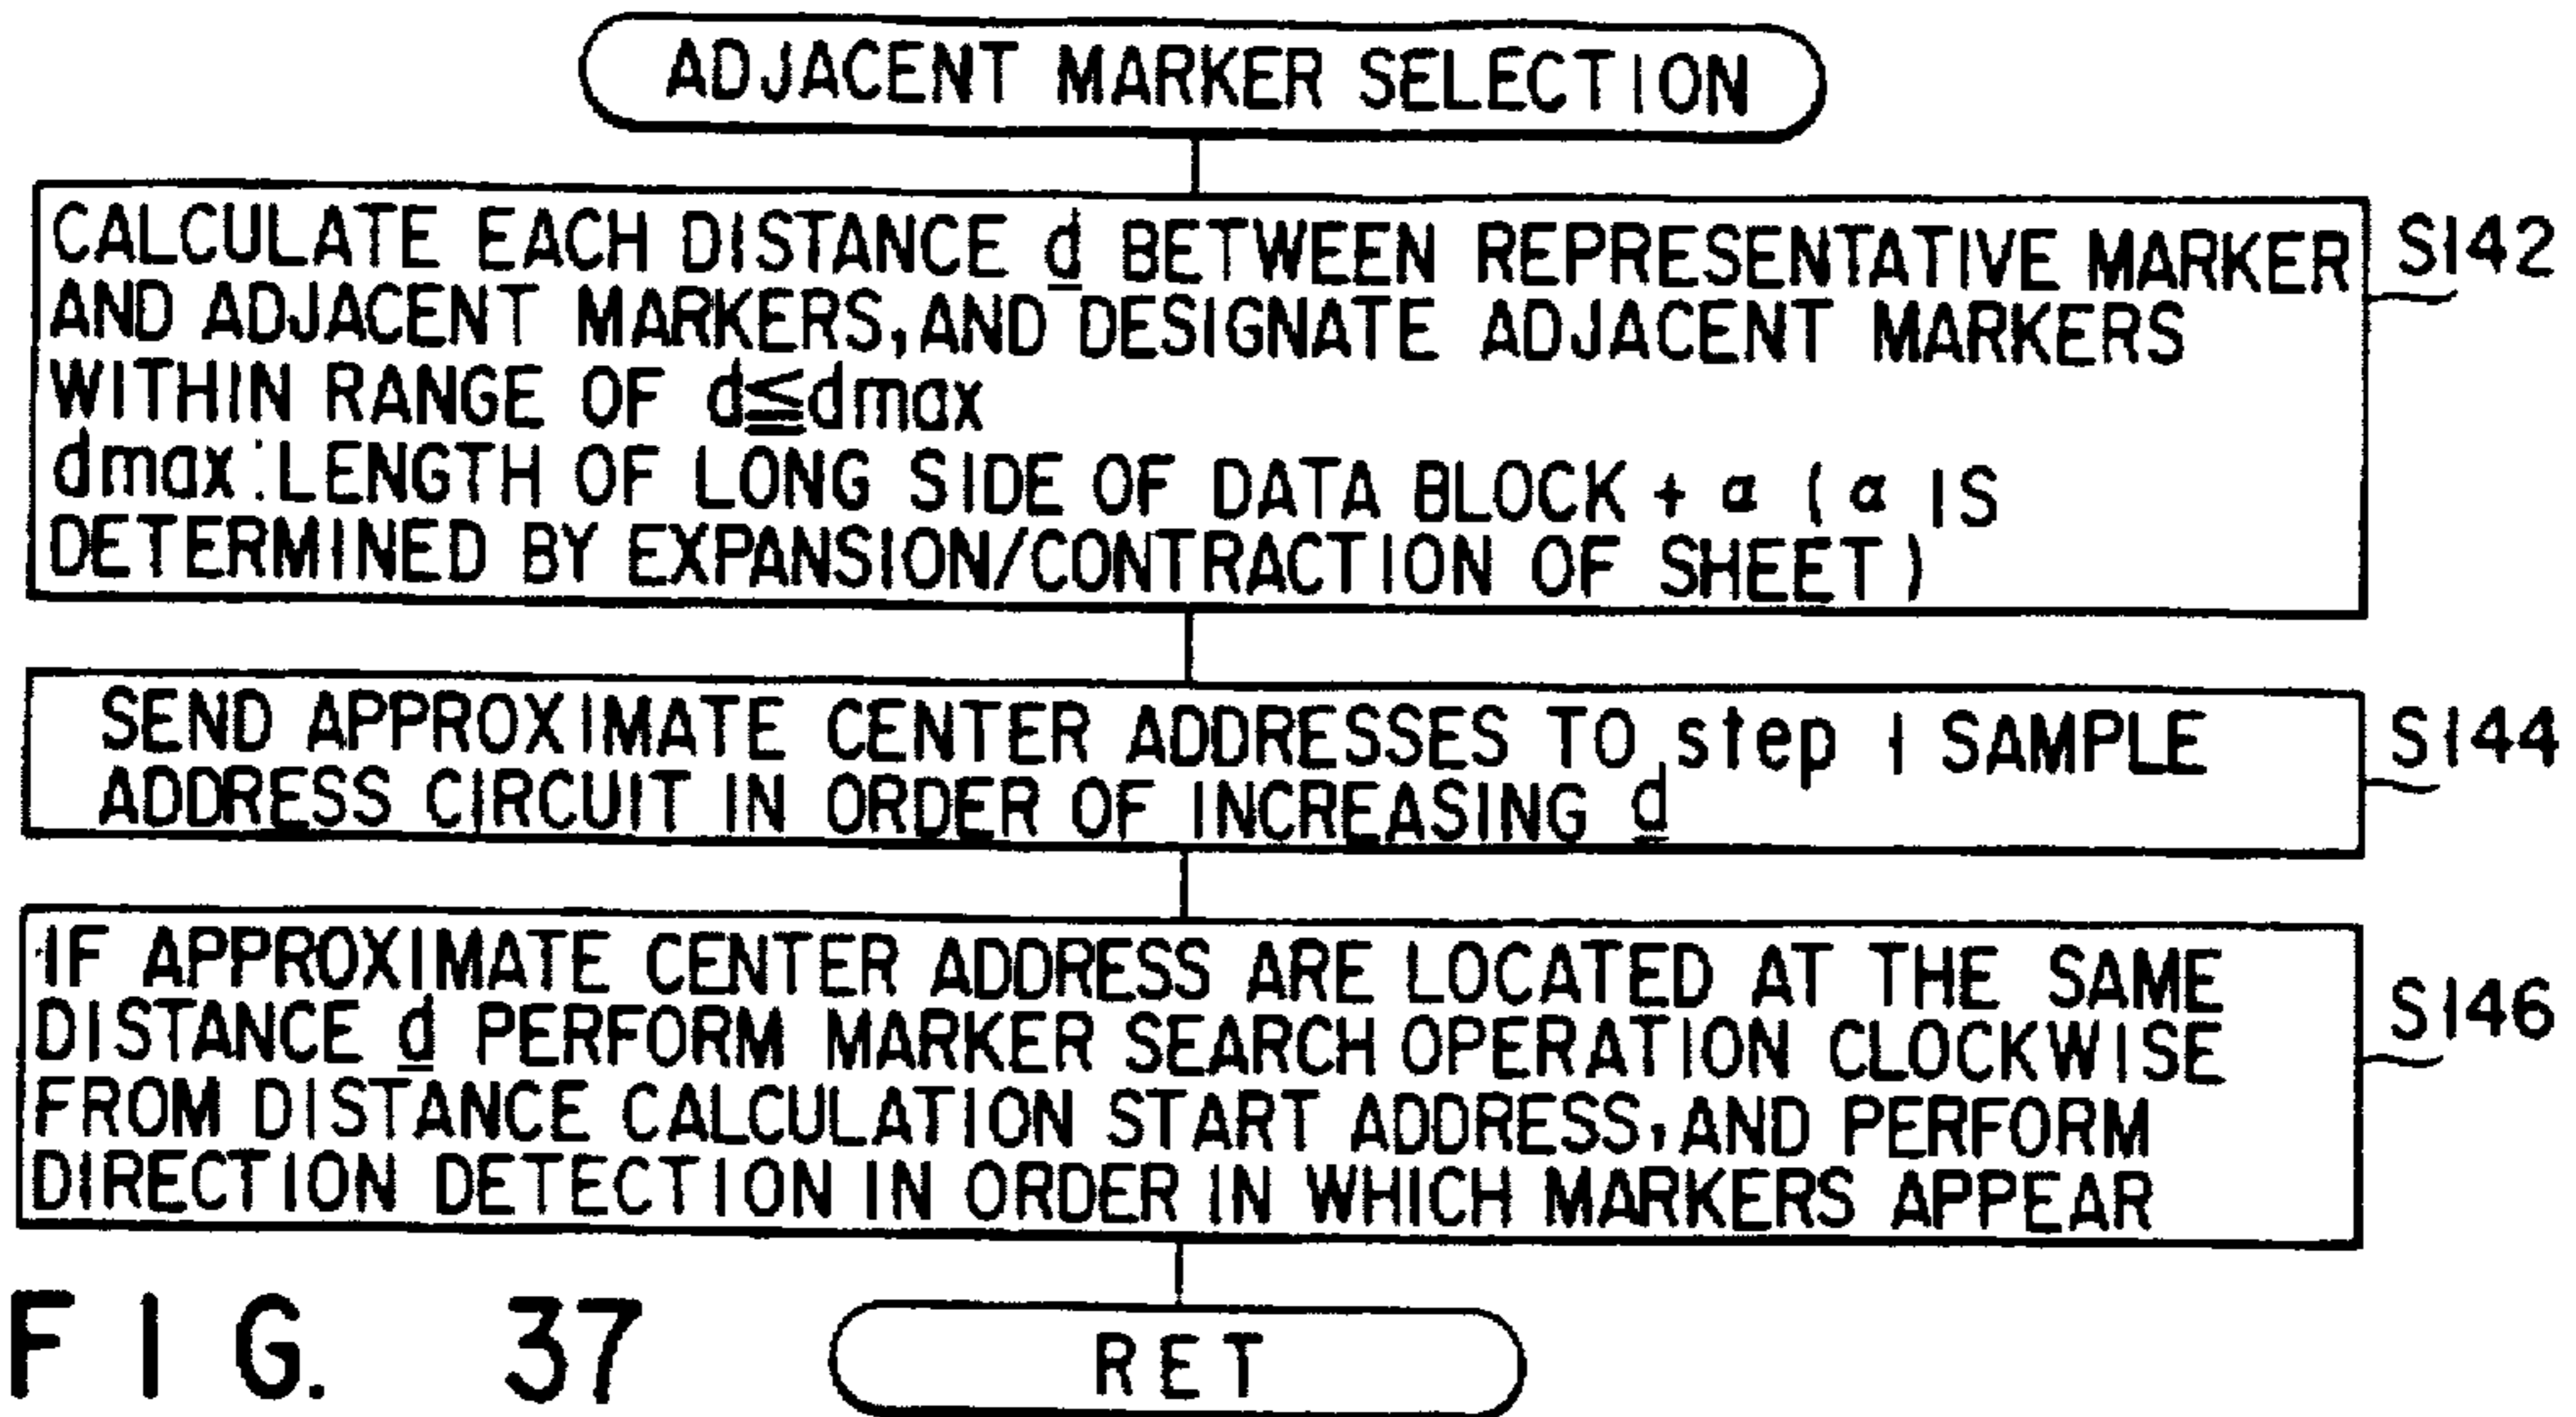 ADJACENT MARKER SELECTION
CALCULATE EACH DISTANCE d BETWEEN REPRESENTATIVE MARKER
AND ADJACENT MARKERS, AND DESIGNATE ADJACENT MARKERS
WITHIN RANGE OF d≦dmax
dmax:LENGTH OF LONG SIDE OF DATA BLOCK + α (α IS
DETERMINED BY EXPANSION/CONTRACTION OF SHEET)
S142
SEND APPROXIMATE CENTER ADDRESSES TO step 1 SAMPLE
ADDRESS CIRCUIT IN ORDER OF INCREASING d
S144
IF APPROXIMATE CENTER ADDRESS ARE LOCATED AT THE SAME
DISTANCE d PERFORM MARKER SEARCH OPERATION CLOCKWISE
FROM DISTANCE CALCULATION START ADDRESS, AND PERFORM
DIRECTION DETECTION IN ORDER IN WHICH MARKERS APPEAR
S146
RET
FIG. 37